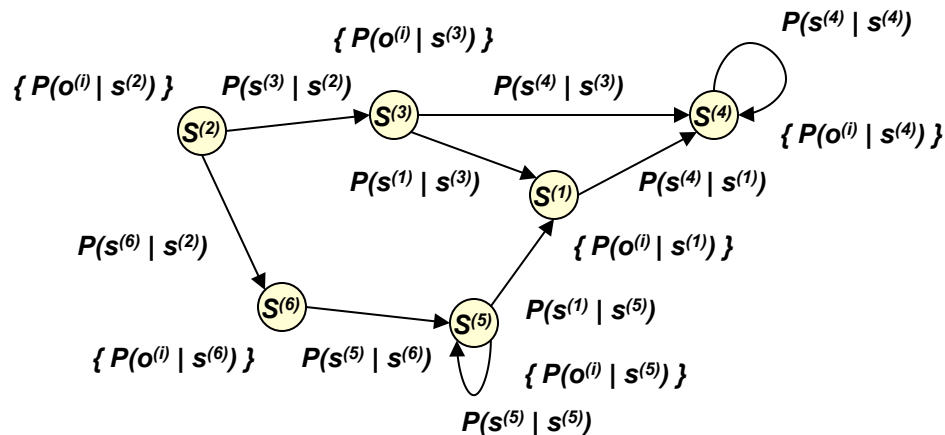 P(s⁽⁴⁾ | s⁽⁴⁾)
{ P(o⁽ⁱ⁾ | s⁽³⁾) }
{ P(o⁽ⁱ⁾ | s⁽²⁾) }
P(s⁽³⁾ | s⁽²⁾)
P(s⁽⁴⁾ | s⁽³⁾)
S⁽²⁾
S⁽³⁾
S⁽⁴⁾
{ P(o⁽ⁱ⁾ | s⁽⁴⁾) }
P(s⁽¹⁾ | s⁽³⁾)
S⁽¹⁾
P(s⁽⁴⁾ | s⁽¹⁾)
P(s⁽⁶⁾ | s⁽²⁾)
{ P(o⁽ⁱ⁾ | s⁽¹⁾) }
S⁽⁶⁾
S⁽⁵⁾
P(s⁽¹⁾ | s⁽⁵⁾)
{ P(o⁽ⁱ⁾ | s⁽⁶⁾) }
P(s⁽⁵⁾ | s⁽⁶⁾)
{ P(o⁽ⁱ⁾ | s⁽⁵⁾) }
P(s⁽⁵⁾ | s⁽⁵⁾)